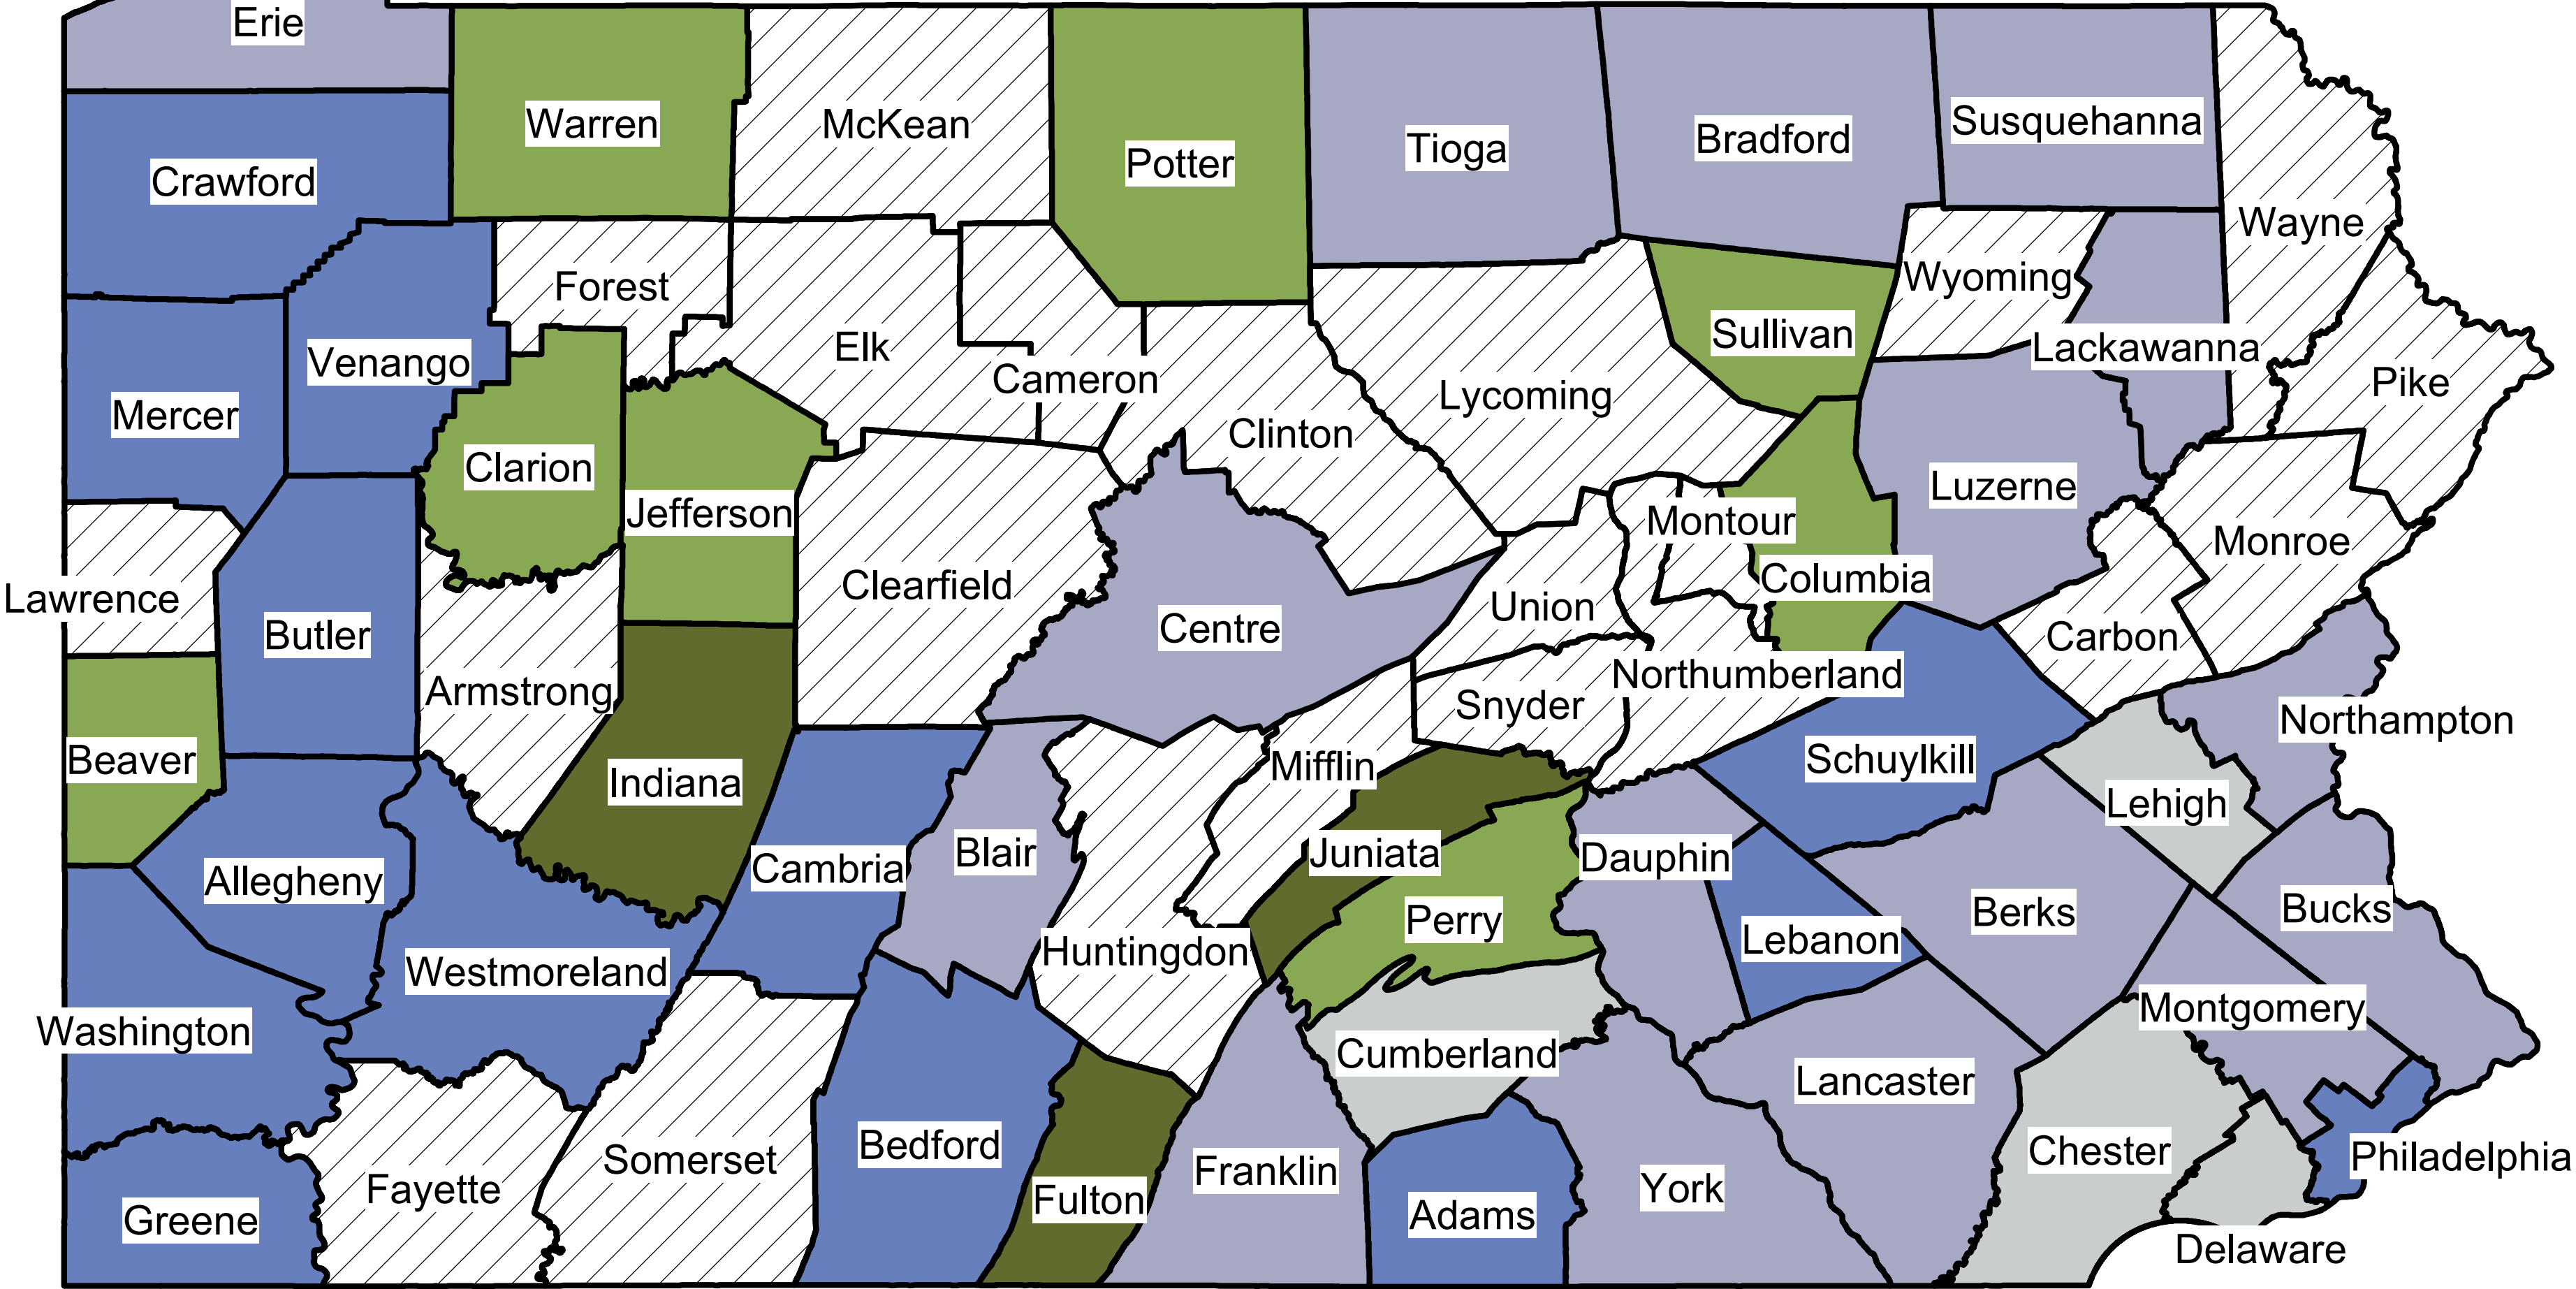 Erie
Warren
McKean
Potter
Tioga
Bradford
Susquehanna
Crawford
Wayne
Forest
Wyoming
Venango
Elk
Cameron
Sullivan
Lackawanna
Mercer
Lycoming
Pike
Clarion
Clinton
Jefferson
Luzerne
Montour
Monroe
Lawrence
Clearfield
Columbia
Butler
Centre
Union
Carbon
Armstrong
Snyder
Northumberland
Northampton
Beaver
Indiana
Mifflin
Schuylkill
Lehigh
Allegheny
Cambria
Blair
Juniata
Dauphin
Perry
Lebanon
Berks
Bucks
Westmoreland
Huntingdon
Washington
Cumberland
Montgomery
Lancaster
Greene
Fayette
Somerset
Bedford
Fulton
Franklin
Adams
York
Chester
Philadelphia
Delaware